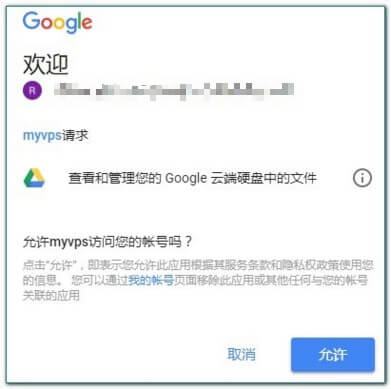 Google
欢迎
R
myvps请求
查看和管理您的 Google 云端硬盘中的文件
允许myvps访问您的帐号吗？
点击"允许"，即表示您允许此应用根据其服务条款和隐私权政策使用您
的信息。 您可以通过我的帐号页面移除此应用或其他任何与您的帐号
关联的应用
取消
允许